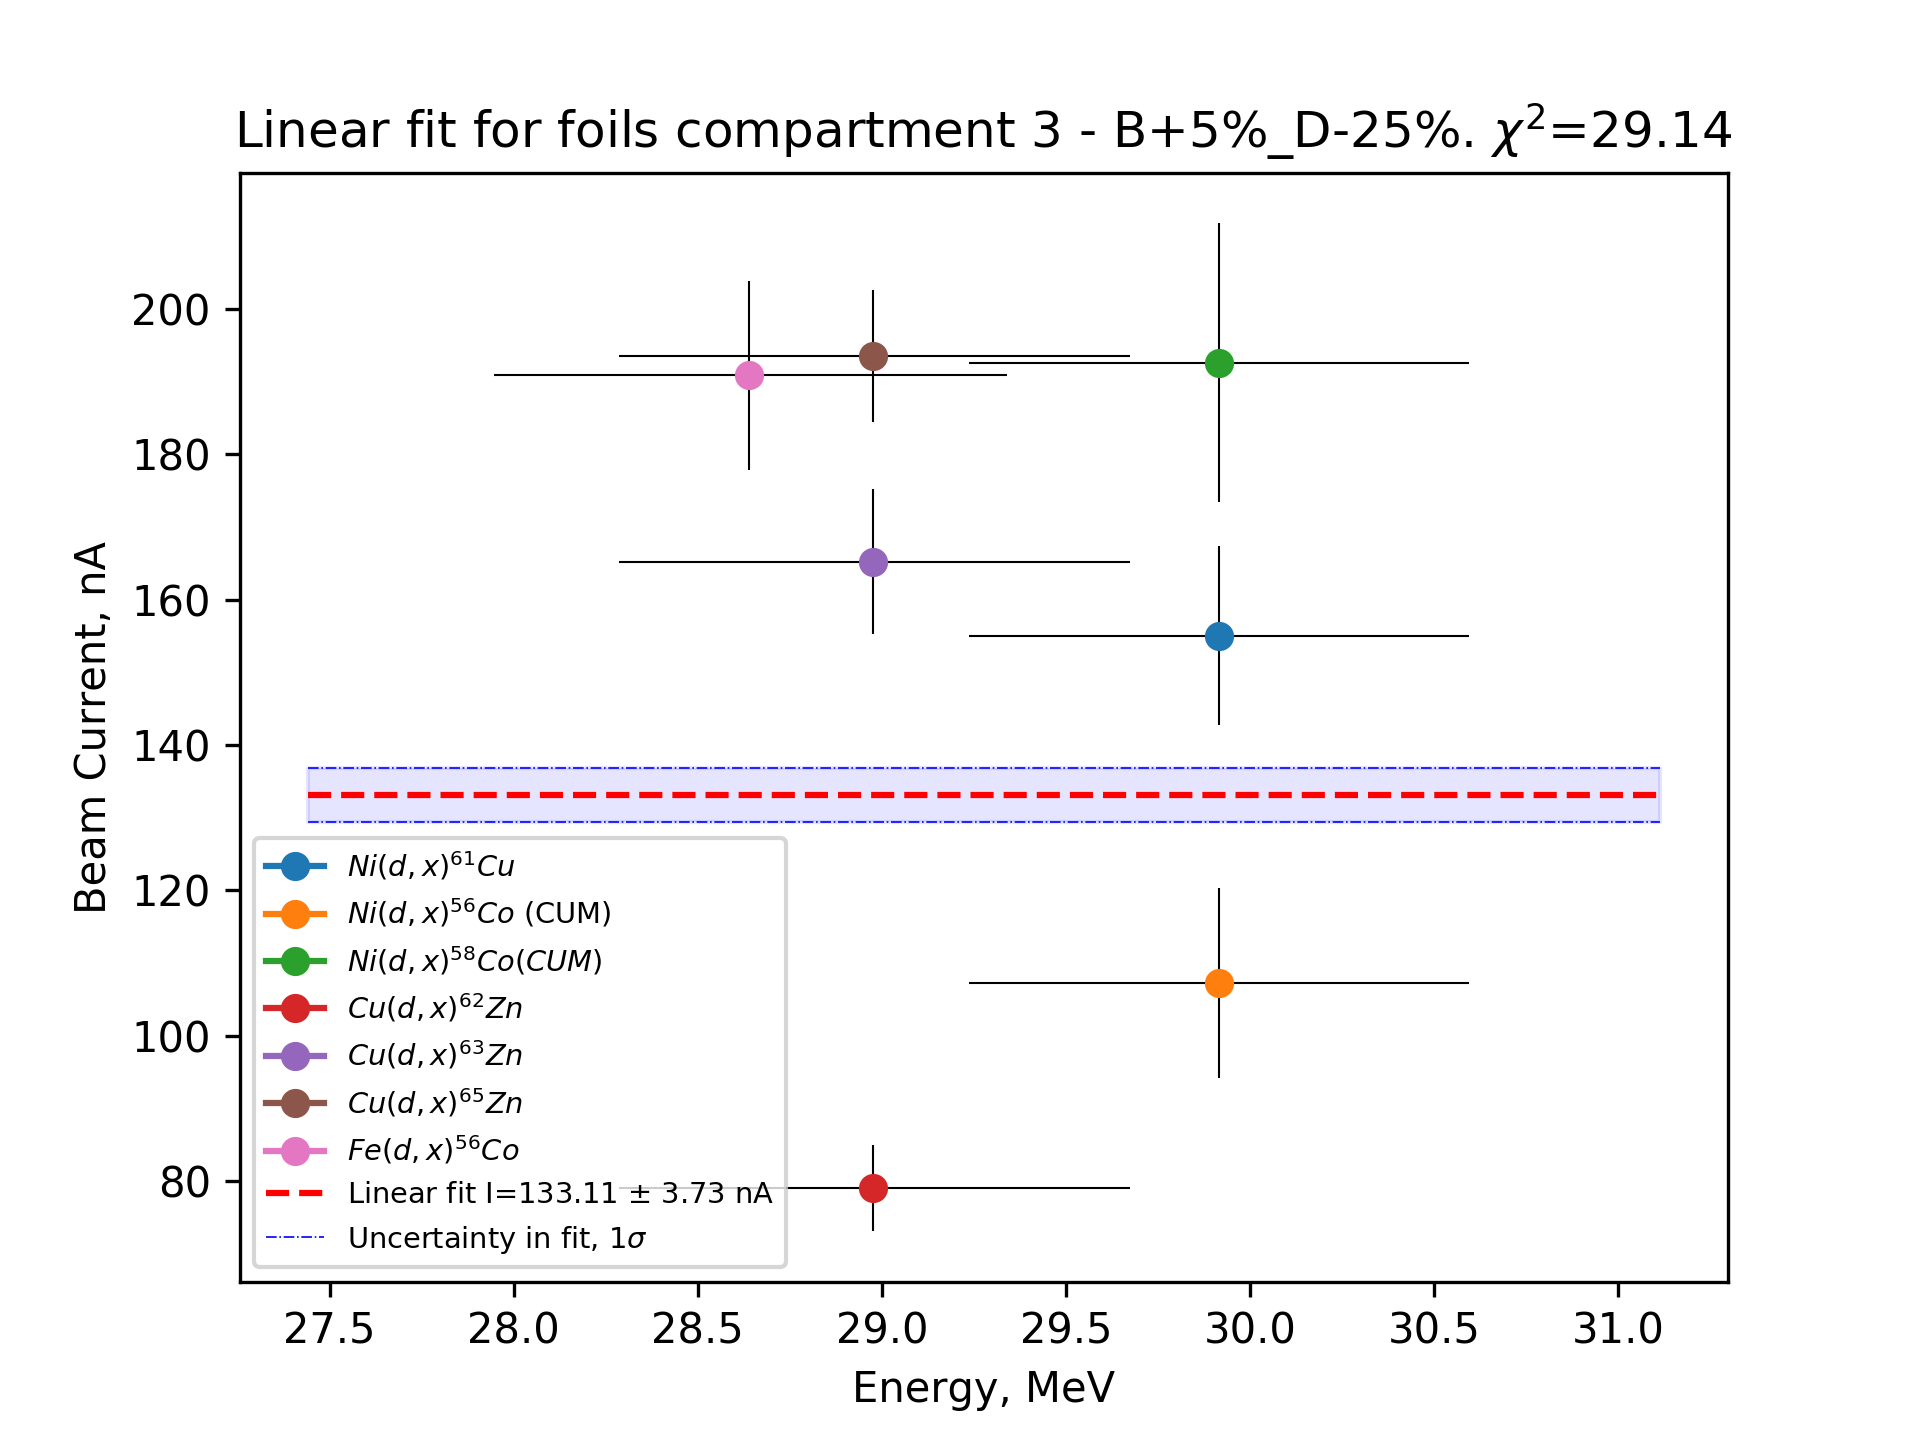 Linear fit for foils compartment 3 - B+5%_D-25%. χ²=29.14
200
180
160
140
120
100
80
Beam Current, nA
Ni(d, x)⁶¹Cu
Ni(d, x)⁵⁶Co (CUM)
Ni(d, x)⁵⁸Co(CUM)
Cu(d, x)⁶²Zn
Cu(d, x)⁶³Zn
Cu(d, x)⁶⁵Zn
Fe(d, x)⁵⁶Co
Linear fit I=133.11 ± 3.73 nA
Uncertainty in fit, 1σ
27.5 28.0 28.5 29.0 29.5 30.0 30.5 31.0
Energy, MeV